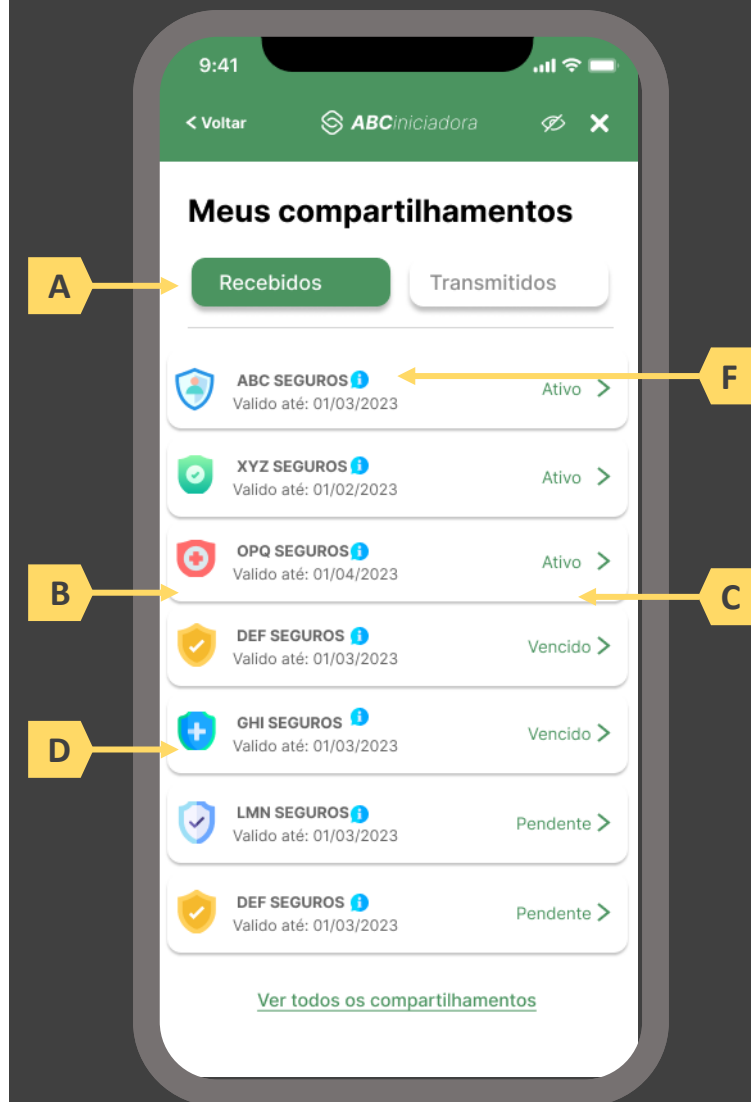 9:41
< Voltar
ABCiniciadora
Meus compartilhamentos
A
Recebidos
Transmitidos
ABC SEGUROS
Valido até: 01/03/2023
Ativo
F
XYZ SEGUROS
Valido até: 01/02/2023
Ativo
OPQ SEGUROS
Valido até: 01/04/2023
Ativo
B
C
DEF SEGUROS
Valido até: 01/03/2023
Vencido
GHI SEGUROS
Valido até: 01/03/2023
Vencido
D
LMN SEGUROS
Valido até: 01/03/2023
Pendente
DEF SEGUROS
Valido até: 01/03/2023
Pendente
Ver todos os compartilhamentos